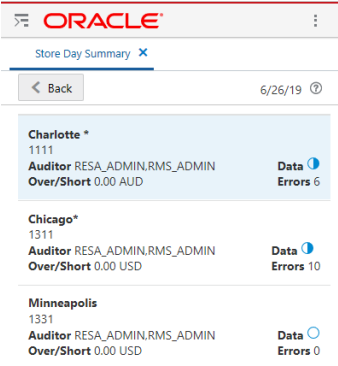 ORACLE®
Store Day Summary
Back 6/26/19
Charlotte *
1111
Auditor RESA_ADMIN,RMS_ADMIN Data
Over/Short 0.00 AUD Errors 6
Chicago*
1311
Auditor RESA_ADMIN,RMS_ADMIN Data
Over/Short 0.00 USD Errors 10
Minneapolis
1331
Auditor RESA_ADMIN,RMS_ADMIN Data
Over/Short 0.00 USD Errors 0